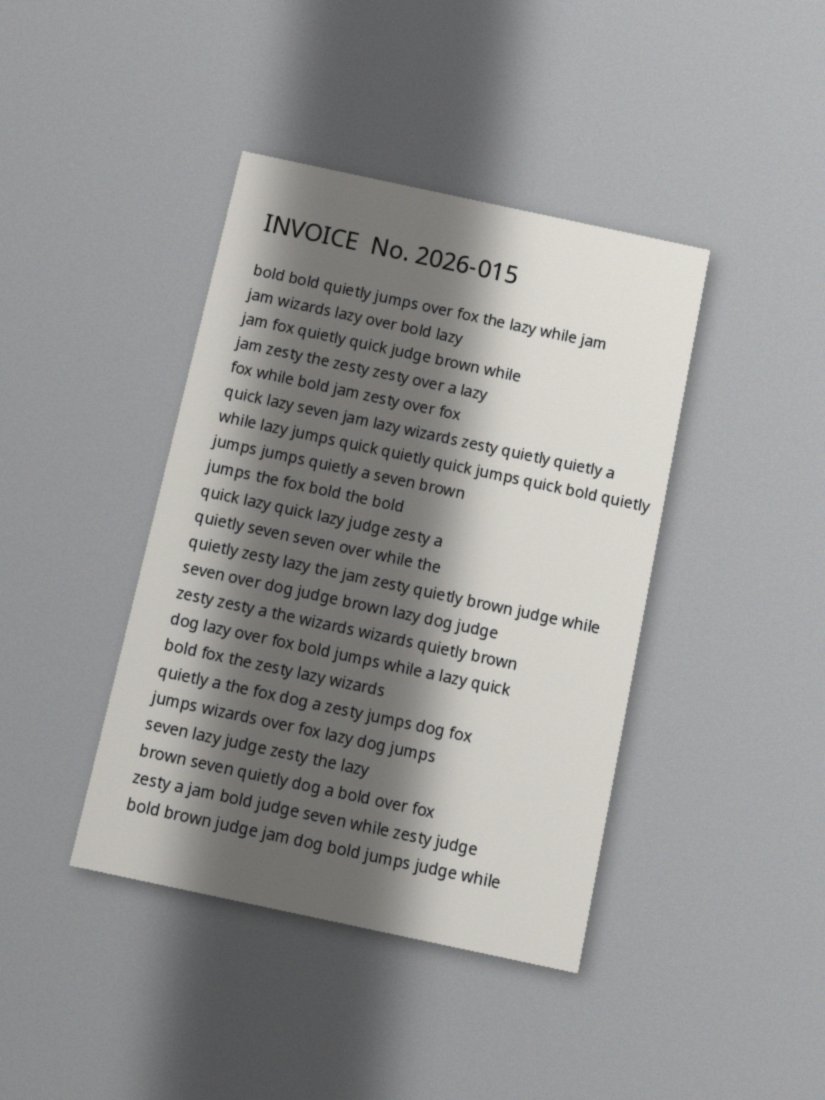 INVOICE No. 2026-015
bold bold quietly jumps over fox the lazy while jam
jam wizards lazy over bold lazy
jam fox quietly quick judge brown while
jam zesty the zesty zesty over a lazy
fox while bold jam zesty over fox
quick lazy seven jam lazy wizards zesty quietly quietly a
while lazy jumps quick quietly quick jumps quick bold quietly
jumps jumps quietly a seven brown
jumps the fox bold the bold
quick lazy quick lazy judge zesty a
quietly seven seven over while the
quietly zesty lazy the jam zesty quietly brown judge while
seven over dog judge brown lazy dog judge
zesty zesty a the wizards wizards quietly brown
dog lazy over fox bold jumps while a lazy quick
bold fox the zesty lazy wizards
quietly a the fox dog a zesty jumps dog fox
jumps wizards over fox lazy dog jumps
seven lazy judge zesty the lazy
brown seven quietly dog a bold over fox
zesty a jam bold judge seven while zesty judge
bold brown judge jam dog bold jumps judge while